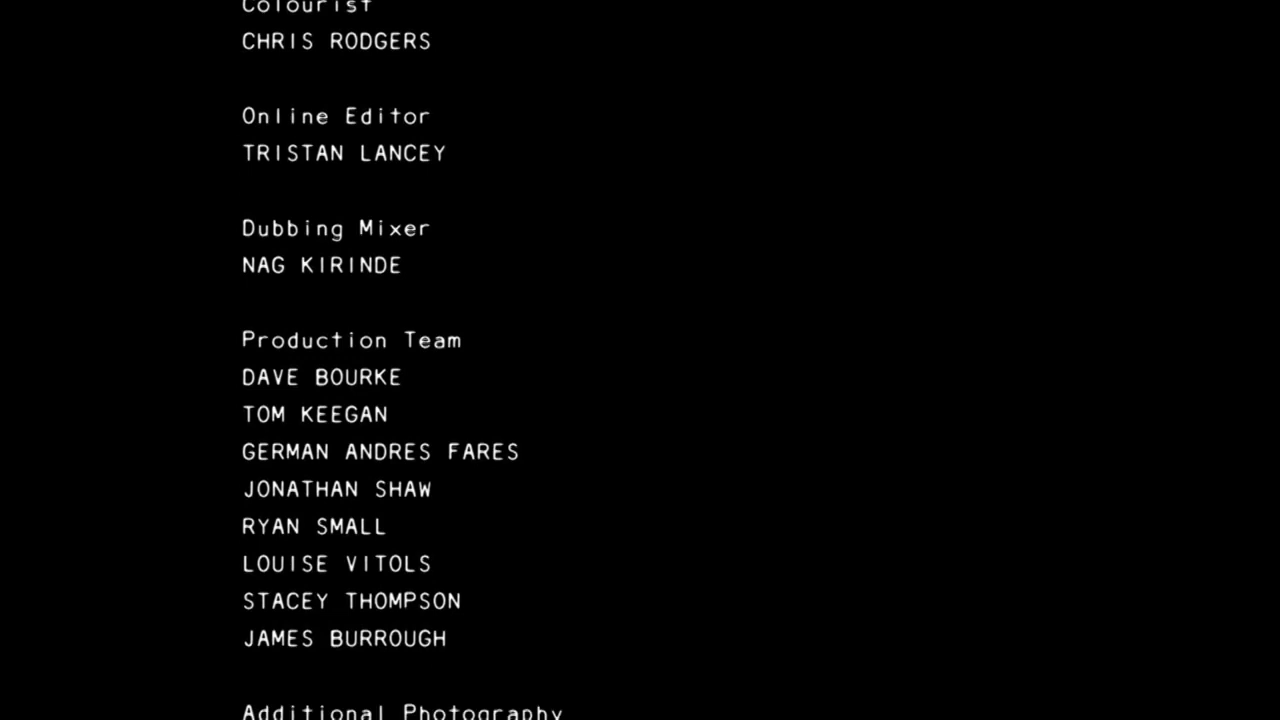 Colourist
CHRIS RODGERS
Online Editor
TRISTAN LANCEY
Dubbing Mixer
NAG KIRINDE
Production Team
DAVE BOURKE
TOM KEEGAN
GERMAN ANDRES FARES
JONATHAN SHAW
RYAN SMALL
LOUISE VITOLS
STACEY THOMPSON
JAMES BURROUGH
Additional Photography